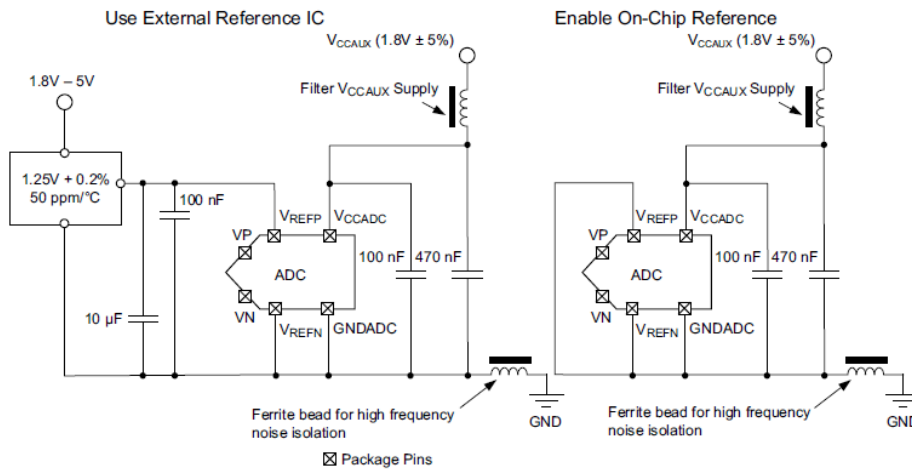 Use External Reference IC
Enable On-Chip Reference
VCCAUX (1.8V ± 5%)
1.8V – 5V
Filter VCCAUX Supply
1.25V + 0.2%
50 ppm/°C
100 nF
10 µF
VREFP
VCCADC
VP
ADC
VN
VREFN
GNDADC
100 nF
470 nF
Ferrite bead for high frequency
noise isolation
GND
VCCAUX (1.8V ± 5%)
Filter VCCAUX Supply
VREFP
VCCADC
VP
ADC
VN
VREFN
GNDADC
100 nF
470 nF
Ferrite bead for high frequency
noise isolation
GND
Package Pins